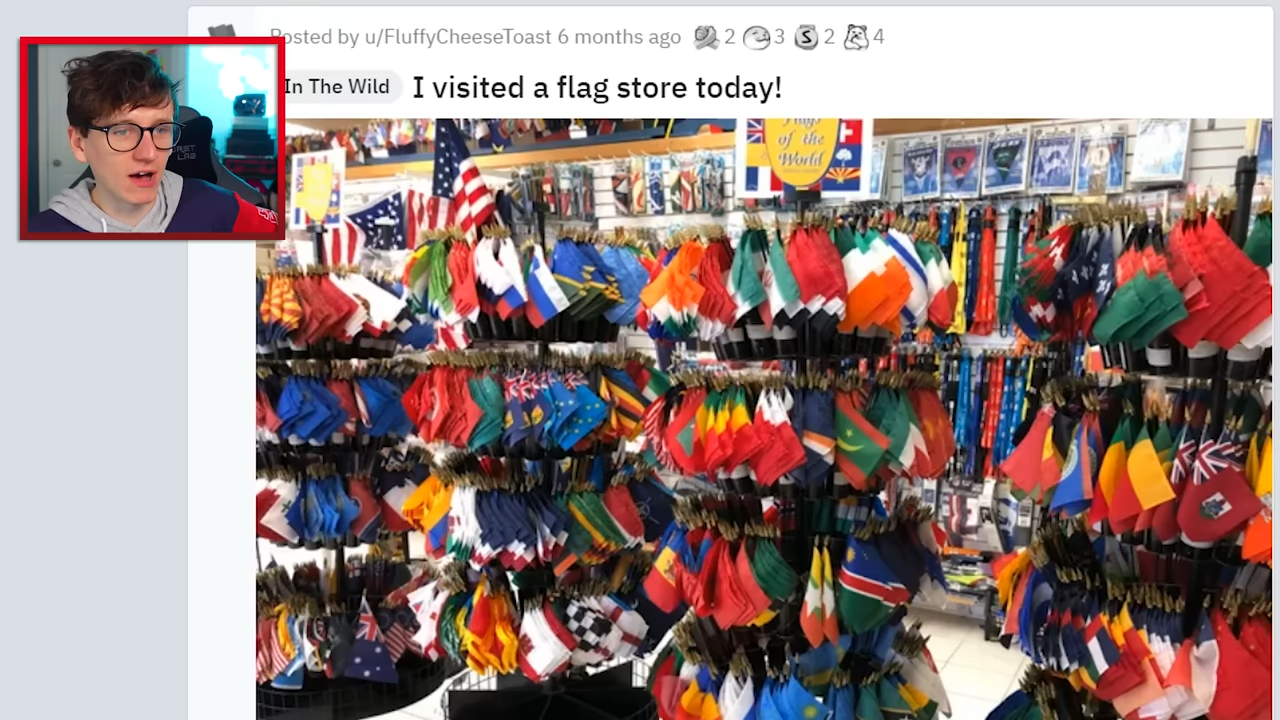 Posted by u/FluffyCheeseToast 6 months ago 2 3 S 2 4
In The Wild I visited a flag store today!
Flags
of the
World